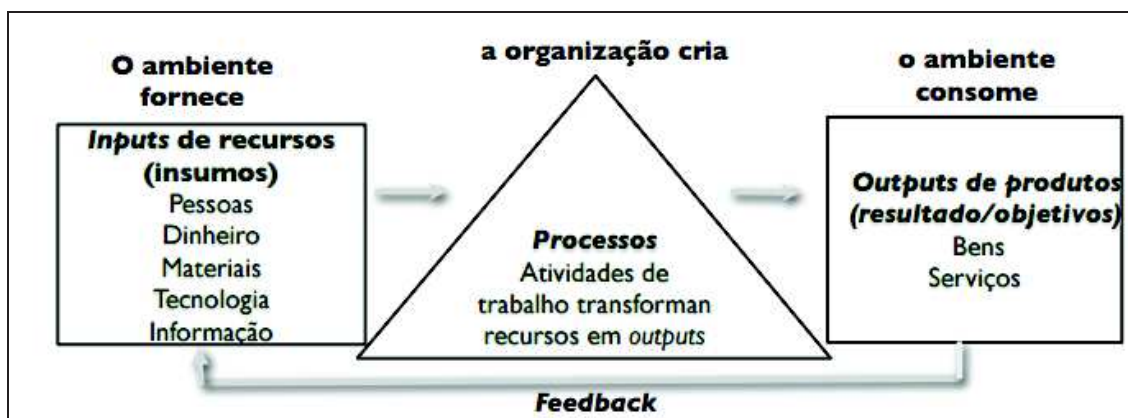 O ambiente
fornece
Inputs de recursos
(insumos)
Pessoas
Dinheiro
Materiais
Tecnologia
Informação
a organização cria
Processos
Atividades de
trabalho transforman
recursos em outputs
o ambiente
consome
Outputs de produtos
(resultado/objetivos)
Bens
Serviços
Feedback